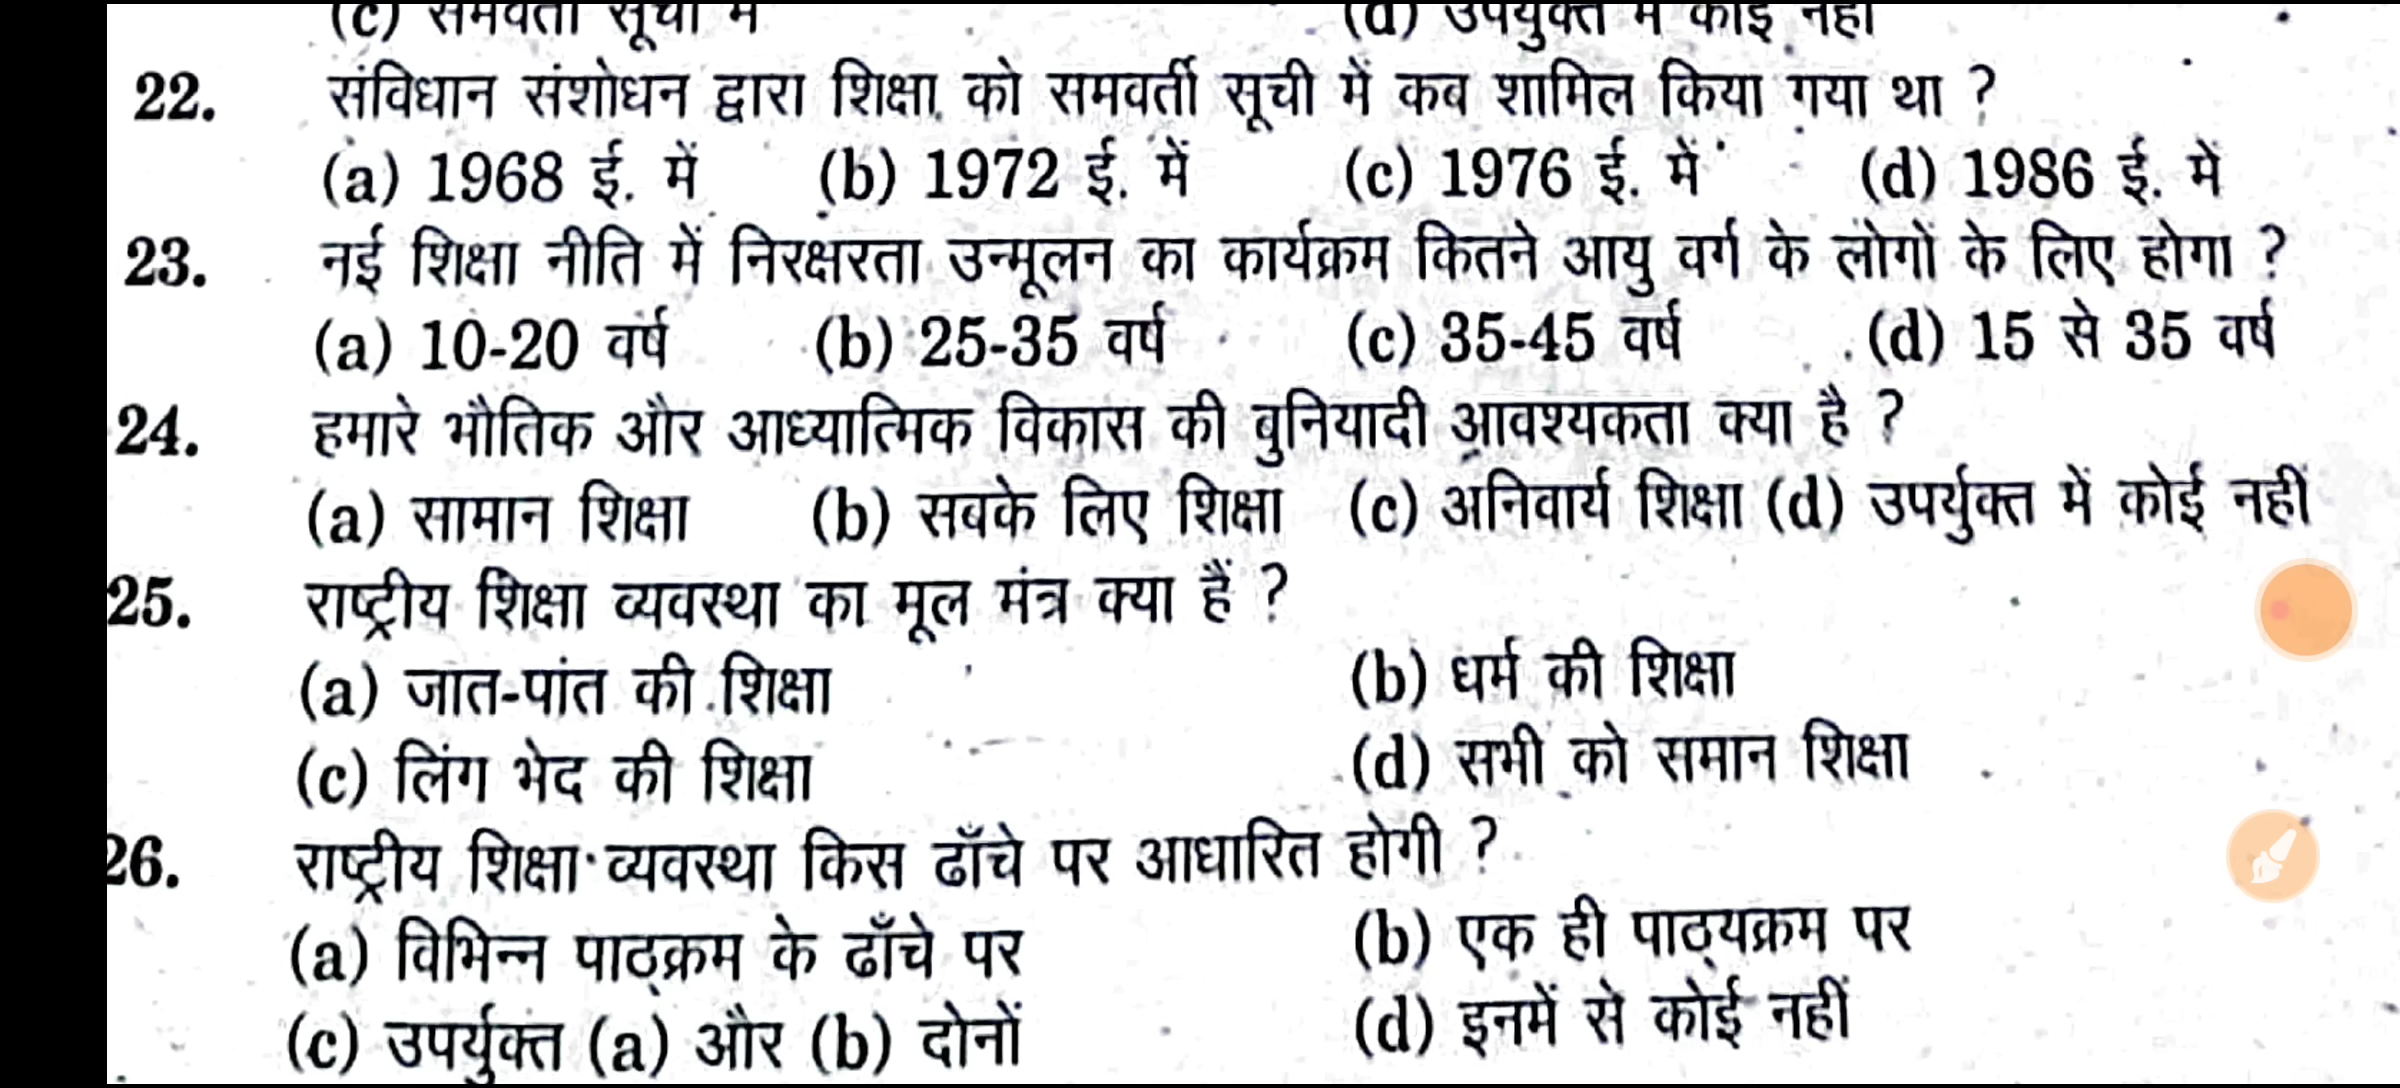 (c) समवर्ती सूची में (d) उपर्युक्त में कोई नहीं
22. संविधान संशोधन द्वारा शिक्षा को समवर्ती सूची में कब शामिल किया गया था ?
(a) 1968 ई. में (b) 1972 ई. में (c) 1976 ई. में (d) 1986 ई. में
23. नई शिक्षा नीति में निरक्षरता उन्मूलन का कार्यक्रम कितने आयु वर्ग के लोगों के लिए होगा ?
(a) 10-20 वर्ष (b) 25-35 वर्ष (c) 35-45 वर्ष (d) 15 से 35 वर्ष
24. हमारे भौतिक और आध्यात्मिक विकास की बुनियादी आवश्यकता क्या है ?
(a) सामान शिक्षा (b) सबके लिए शिक्षा (c) अनिवार्य शिक्षा (d) उपर्युक्त में कोई नहीं
25. राष्ट्रीय शिक्षा व्यवस्था का मूल मंत्र क्या हैं ?
(a) जात-पांत की शिक्षा (b) धर्म की शिक्षा
(c) लिंग भेद की शिक्षा (d) सभी को समान शिक्षा
26. राष्ट्रीय शिक्षा व्यवस्था किस ढाँचे पर आधारित होगी ?
(a) विभिन्न पाठ्क्रम के ढाँचे पर (b) एक ही पाठ्यक्रम पर
(c) उपर्युक्त (a) और (b) दोनों (d) इनमें से कोई नहीं